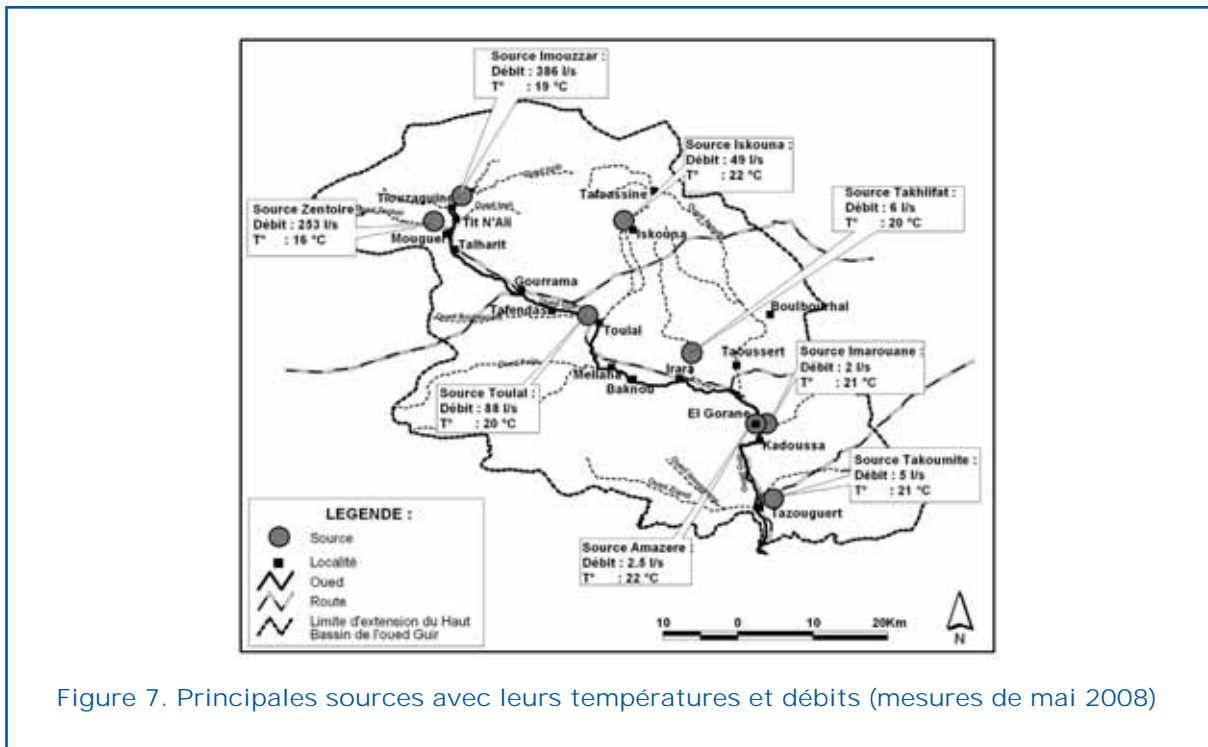 Source Imouzzar :
Débit : 386 l/s
T° : 19 °C
Source Iskouna :
Débit : 49 l/s
T° : 22 °C
Source Takhlifat :
Débit : 6 l/s
T° : 20 °C
Source Zentoire
Débit : 253 l/s
T° : 16 °C
Tafaassine
Tit N'Ali
Mouguer
Talharit
Iskouna
Gourrama
Tafendas
Toulal
Boulbourhal
Taoussert
Source Imarouane :
Débit : 2 l/s
T° : 21 °C
Mellaha
Baknou
Irara
Source Toulal :
Débit : 88 l/s
T° : 20 °C
El Gorane
Kadoussa
Source Takoumite :
Débit : 5 l/s
T° : 21 °C
Tazouguert
Source Amazere :
Débit : 2.5 l/s
T° : 22 °C
LEGENDE :
Source
Localité
Oued
Route
Limite d'extension du Haut
Bassin de l'oued Guir
10 0 10 20Km
N
Figure 7. Principales sources avec leurs températures et débits (mesures de mai 2008)